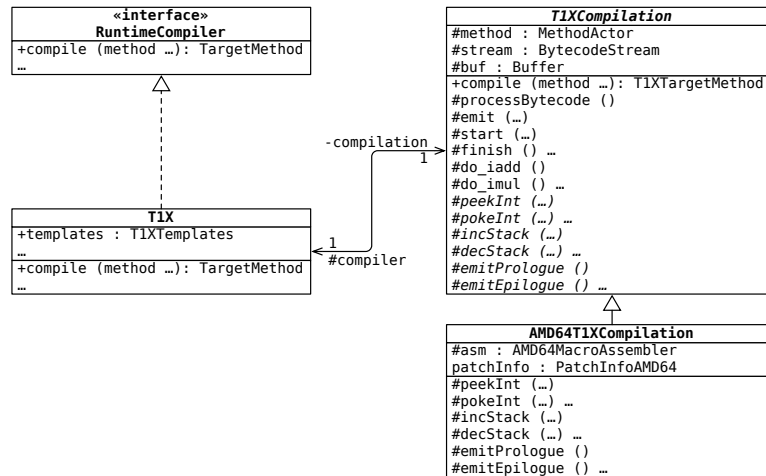 «interface»
RuntimeCompiler
+compile (method …): TargetMethod
…
T1XCompilation
#method : MethodActor
#stream : BytecodeStream
#buf : Buffer
+compile (method …): T1XTargetMethod
#processBytecode ()
#emit (…)
#start (…)
#finish () …
#do_iadd ()
#do_imul () …
#peekInt (…)
#pokeInt (…) …
#incStack (…)
#decStack (…) …
#emitPrologue ()
#emitEpilogue () …
-compilation
1
1
#compiler
T1X
+templates : T1XTemplates
…
+compile (method …): TargetMethod
…
AMD64T1XCompilation
#asm : AMD64MacroAssembler
patchInfo : PatchInfoAMD64
#peekInt (…)
#pokeInt (…) …
#incStack (…)
#decStack (…) …
#emitPrologue ()
#emitEpilogue () …